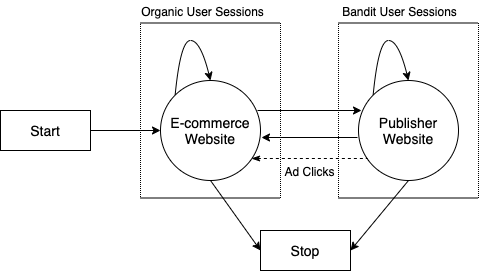 Organic User Sessions
Bandit User Sessions
Start
E-commerce
Website
Publisher
Website
Ad Clicks
Stop